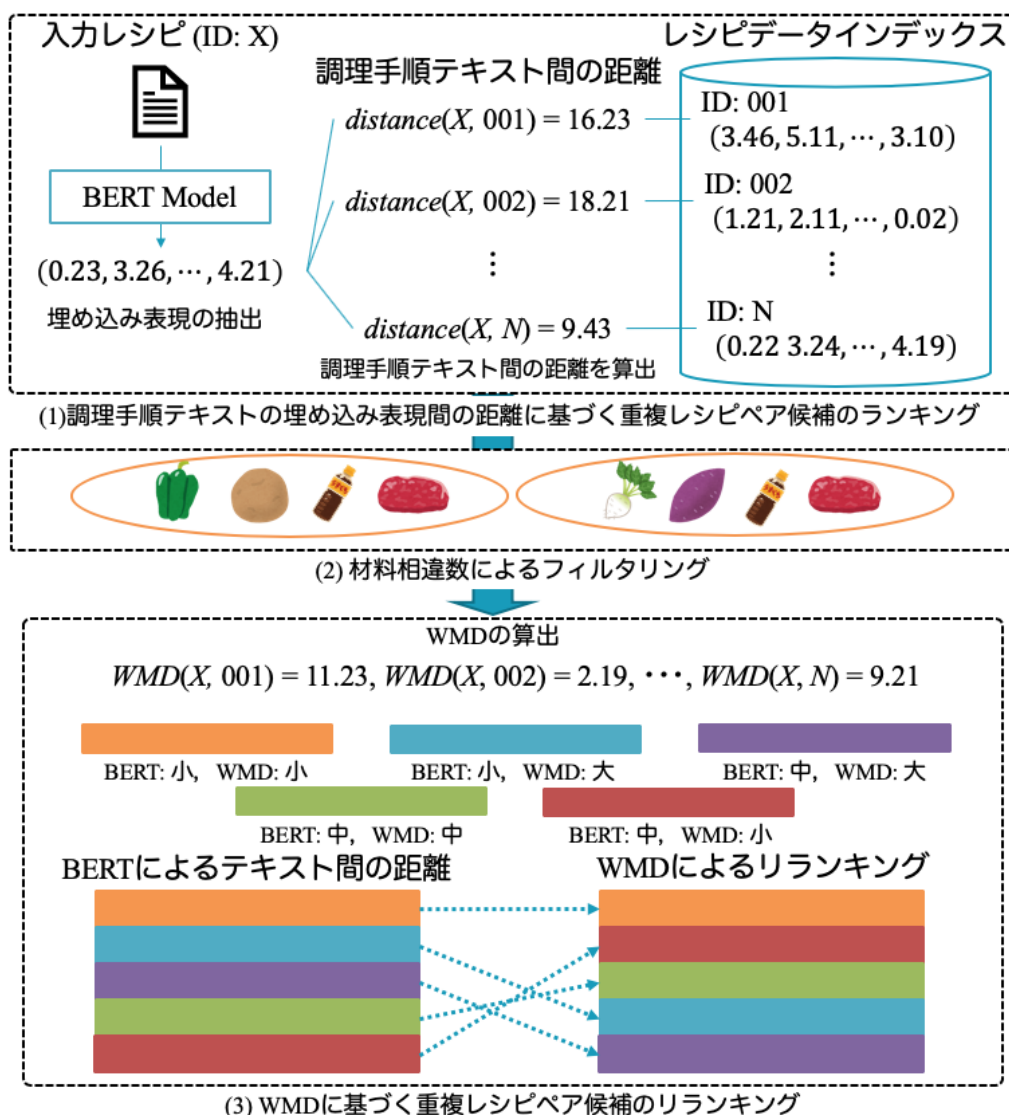 入力レシピ (ID: X)
レシピデータインデックス
調理手順テキスト間の距離
BERT Model
(0.23, 3.26, ⋯, 4.21)
埋め込み表現の抽出
distance(X, 001) = 16.23
distance(X, 002) = 18.21
⋮
distance(X, N) = 9.43
調理手順テキスト間の距離を算出
ID: 001
(3.46, 5.11, ⋯, 3.10)
ID: 002
(1.21, 2.11, ⋯, 0.02)
⋮
ID: N
(0.22 3.24, ⋯, 4.19)
(1)調理手順テキストの埋め込み表現間の距離に基づく重複レシピペア候補のランキング
(2) 材料相違数によるフィルタリング
WMDの算出
WMD(X, 001) = 11.23, WMD(X, 002) = 2.19, ⋯, WMD(X, N) = 9.21
BERT: 小, WMD: 小
BERT: 小, WMD: 大
BERT: 中, WMD: 大
BERT: 中, WMD: 中
BERT: 中, WMD: 小
BERTによるテキスト間の距離
WMDによるリランキング
(3) WMDに基づく重複レシピペア候補のリランキング